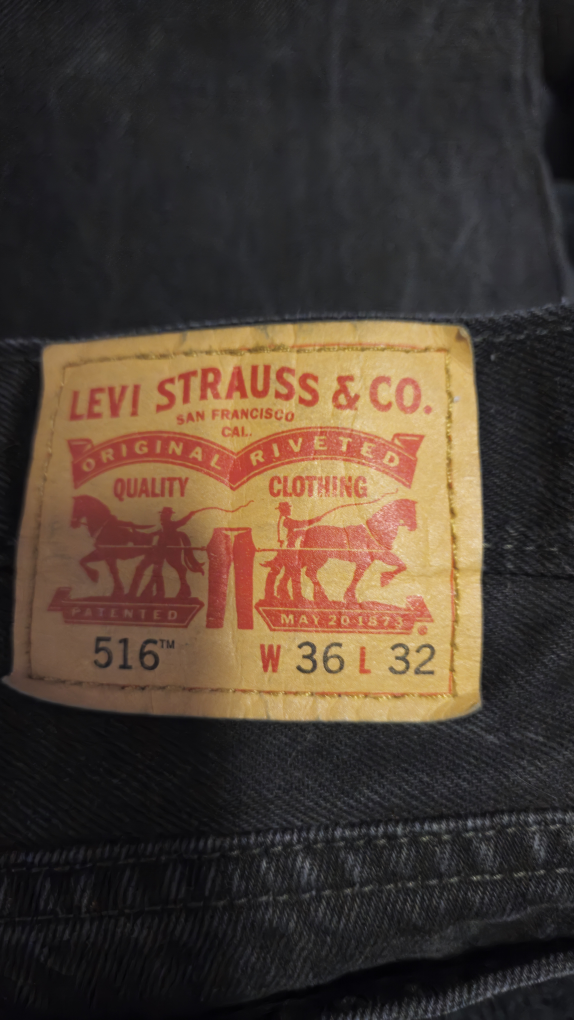 LEVI STRAUSS & CO.
SAN FRANCISCO
CAL.
ORIGINAL RIVETED
QUALITY CLOTHING
PATENTED MAY 20 1873
516™ W 36 L 32